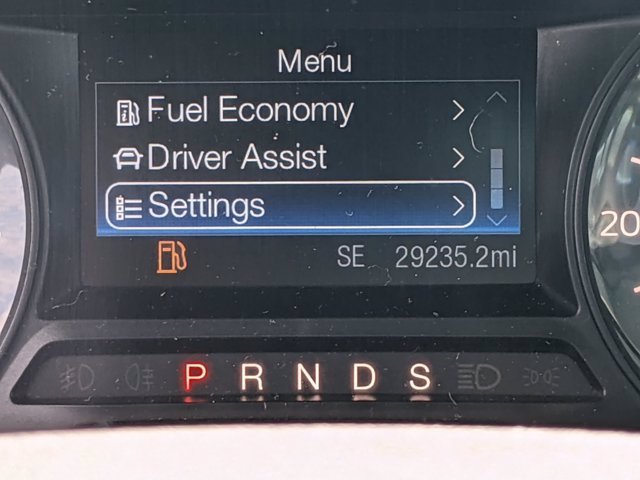 Menu
Fuel Economy
Driver Assist
Settings
SE 29235.2mi
20
P R N D S